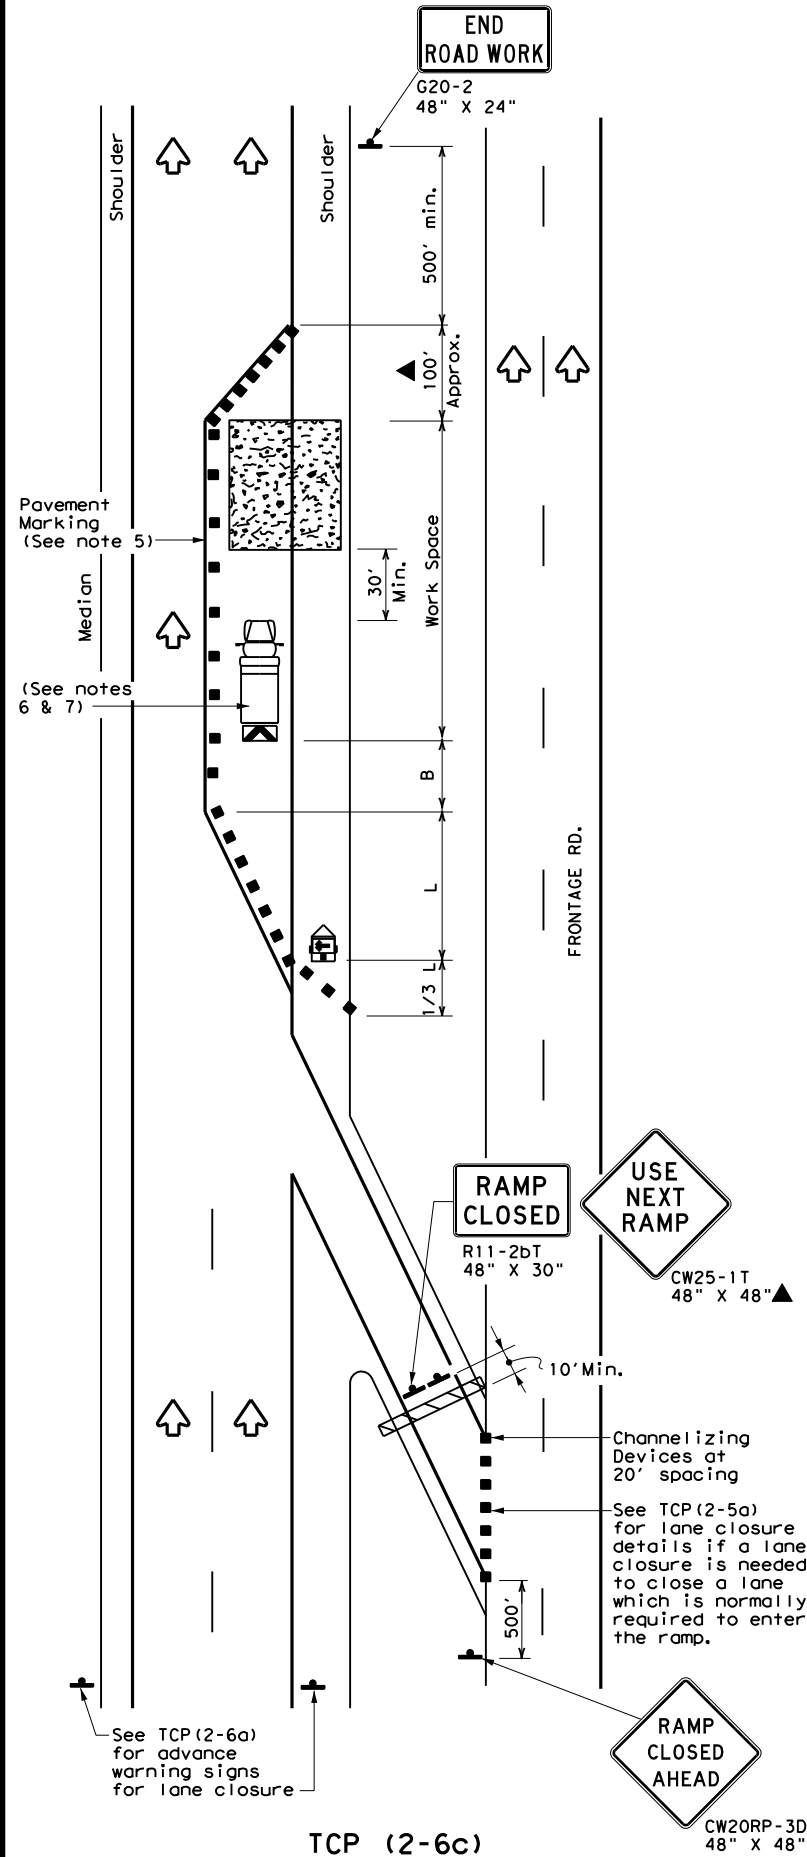 END
ROAD WORK
G20-2
48" X 24"
Shoulder
Shoulder
500' min.
100'
Approx.
Pavement
Marking
(See note 5)
Work Space
30'
Min.
Median
(See notes
6 & 7)
B
L
FRONTAGE RD.
1/3 L
RAMP
CLOSED
R11-2bT
48" X 30"
USE
NEXT
RAMP
CW25-1T
48" X 48"
10' Min.
Channelizing
Devices at
20' spacing
See TCP(2-5a)
for lane closure
details if a lane
closure is needed
to close a lane
which is normally
required to enter
the ramp.
500'
See TCP(2-6a)
for advance
warning signs
for lane closure
RAMP
CLOSED
AHEAD
CW20RP-3D
48" X 48"
TCP (2-6c)